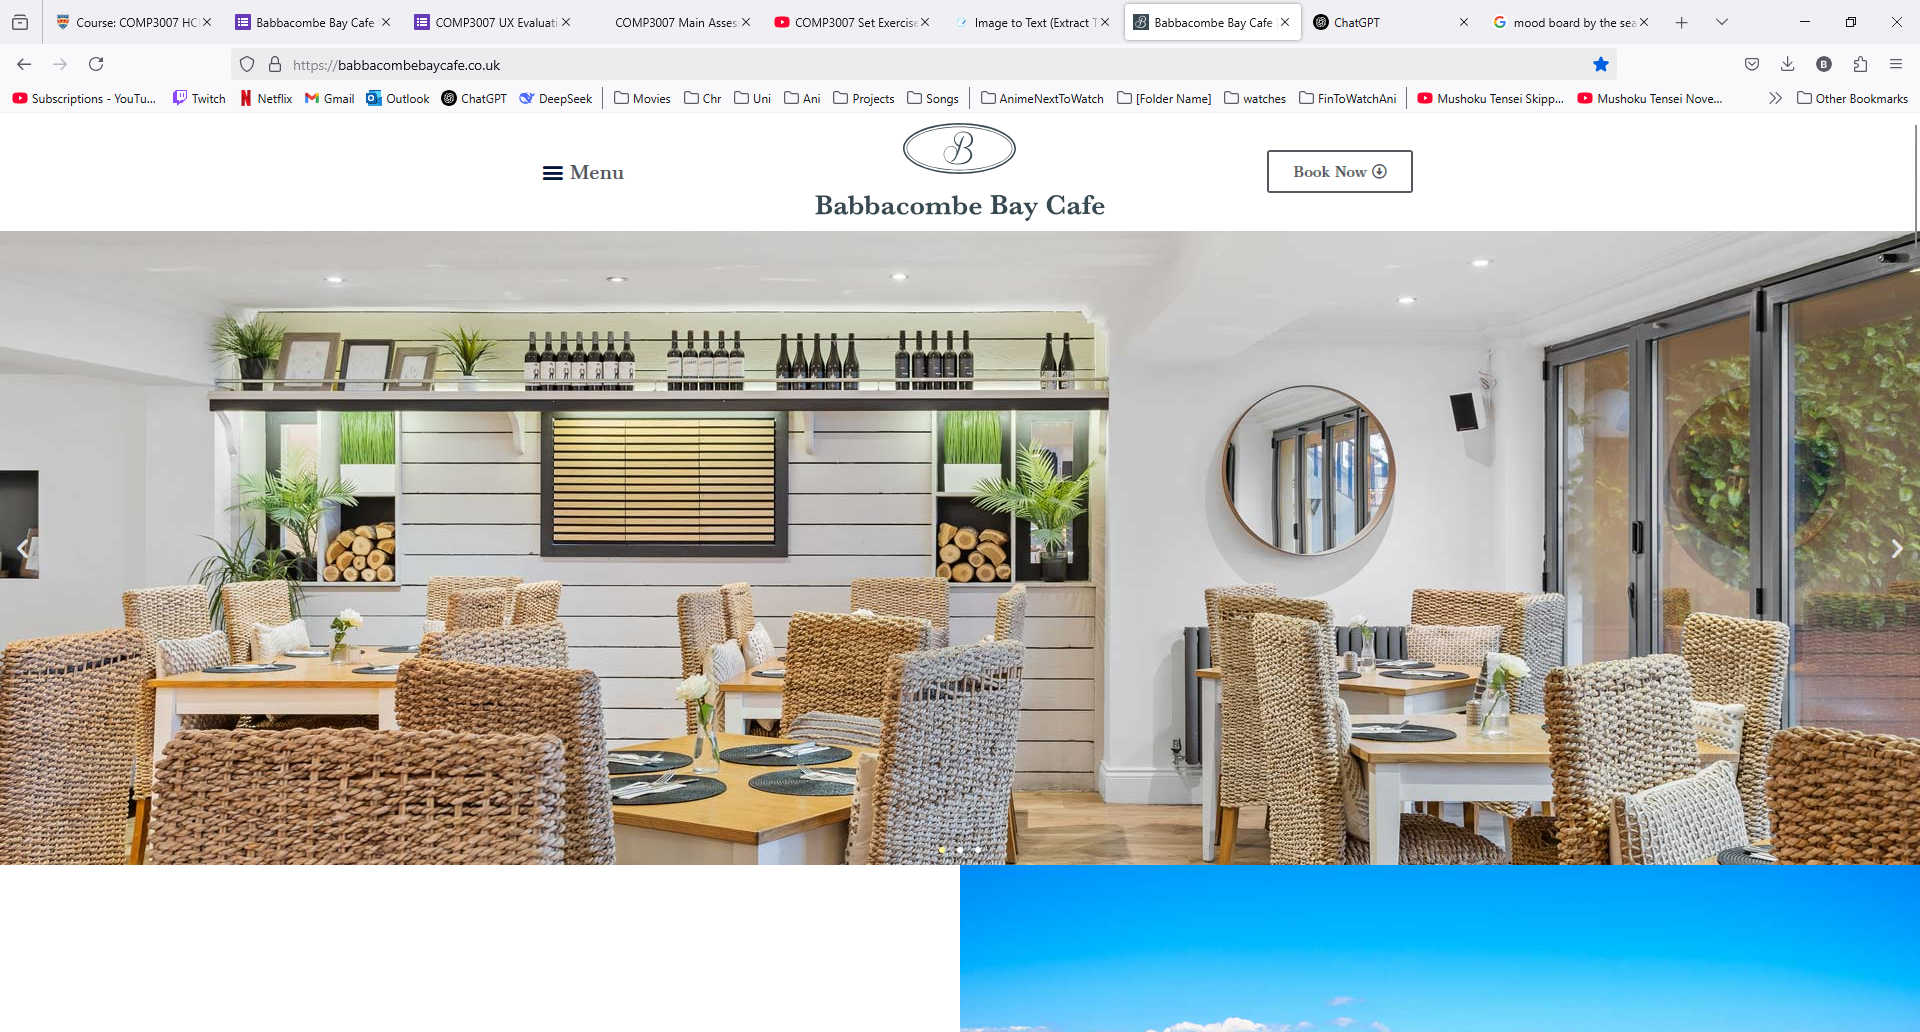 Course: COMP3007 HC
Babbacombe Bay Cafe
COMP3007 UX Evaluati
COMP3007 Main Asses
COMP3007 Set Exercise
Image to Text (Extract T
Babbacombe Bay Cafe
ChatGPT
mood board by the sea
https://babbacombebaycafe.co.uk
B
Subscriptions - YouTu...
Twitch
Netflix
Gmail
Outlook
ChatGPT
DeepSeek
Movies
Chr
Uni
Ani
Projects
Songs
AnimeNextToWatch
[Folder Name]
watches
FinToWatchAni
Mushoku Tensei Skipp...
Mushoku Tensei Nove...
Other Bookmarks
Menu
B
Babbacombe Bay Cafe
Book Now